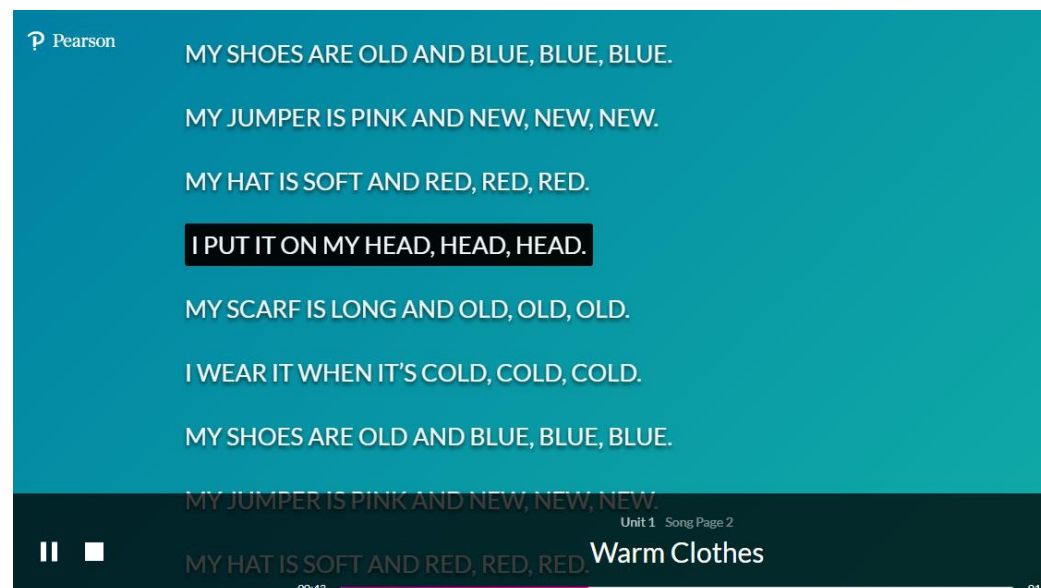 Pearson
MY SHOES ARE OLD AND BLUE, BLUE, BLUE.
MY JUMPER IS PINK AND NEW, NEW, NEW.
MY HAT IS SOFT AND RED, RED, RED.
I PUT IT ON MY HEAD, HEAD, HEAD.
MY SCARF IS LONG AND OLD, OLD, OLD.
I WEAR IT WHEN IT’S COLD, COLD, COLD.
MY SHOES ARE OLD AND BLUE, BLUE, BLUE.
MY JUMPER IS PINK AND NEW, NEW, NEW.
Unit 1 Song Page 2
Warm Clothes
MY HAT IS SOFT AND RED, RED, RED.